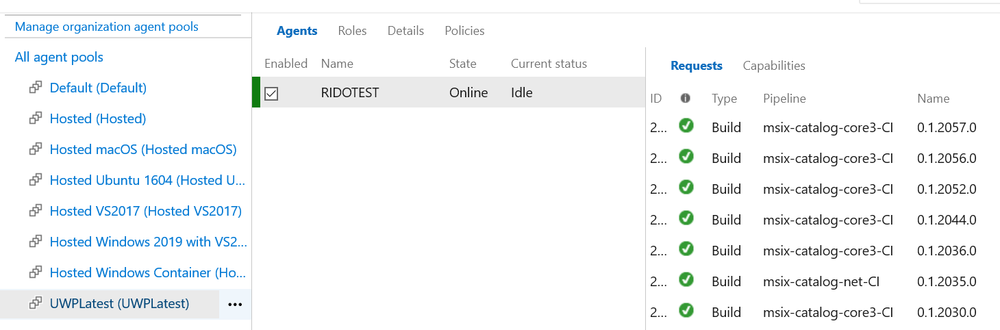 Manage organization agent pools
All agent pools
Default (Default)
Hosted (Hosted)
Hosted macOS (Hosted macOS)
Hosted Ubuntu 1604 (Hosted U...
Hosted VS2017 (Hosted VS2017)
Hosted Windows 2019 with VS2...
Hosted Windows Container (Ho...
UWPLatest (UWPLatest) ...
Agents Roles Details Policies
Enabled Name State Current status
RIDOTEST Online Idle
Requests Capabilities
ID Type Pipeline Name
2... Build msix-catalog-core3-CI 0.1.2057.0
2... Build msix-catalog-core3-CI 0.1.2056.0
2... Build msix-catalog-core3-CI 0.1.2052.0
2... Build msix-catalog-core3-CI 0.1.2044.0
2... Build msix-catalog-core3-CI 0.1.2036.0
2... Build msix-catalog-net-CI 0.1.2035.0
2... Build msix-catalog-core3-CI 0.1.2030.0